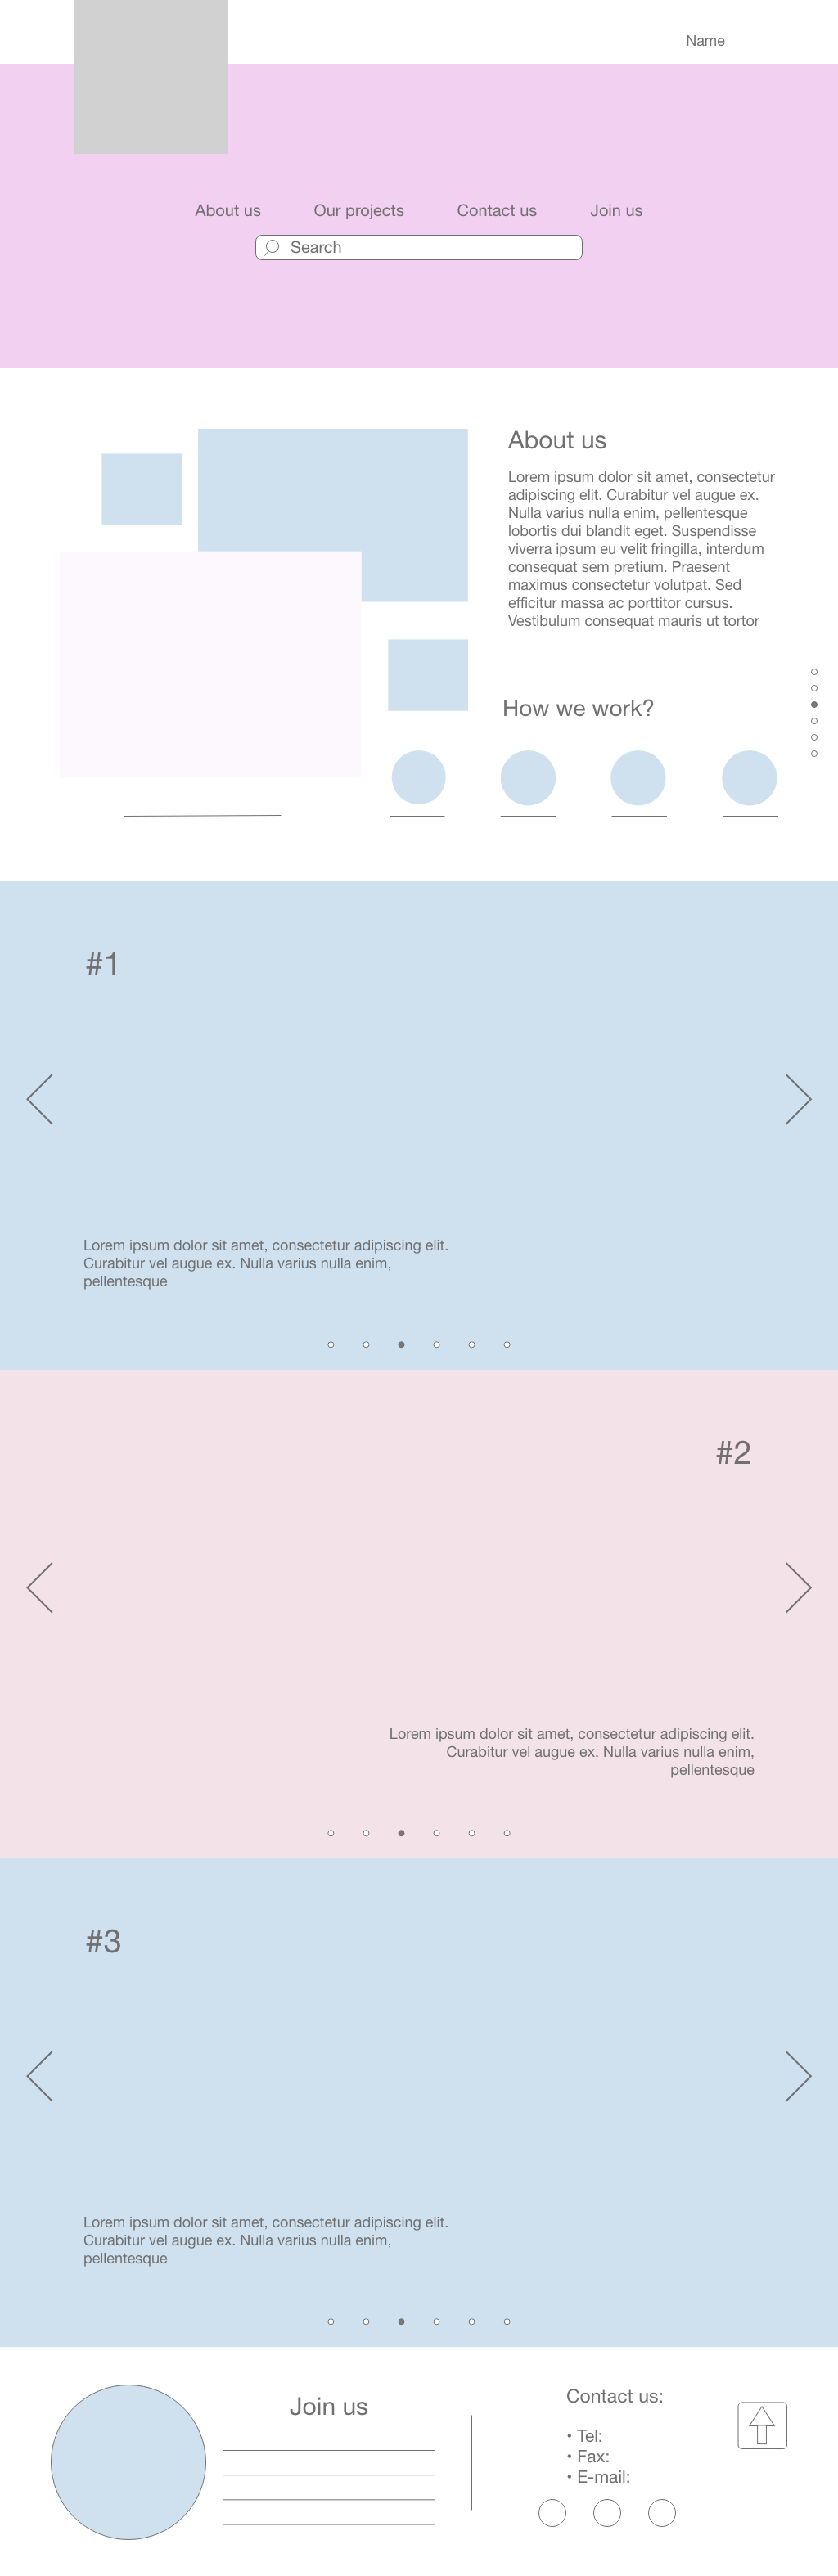 Name
About us
Our projects
Contact us
Join us
Search
About us
Lorem ipsum dolor sit amet, consectetur
adipiscing elit. Curabitur vel augue ex.
Nulla varius nulla enim, pellentesque
lobortis dui blandit eget. Suspendisse
viverra ipsum eu velit fringilla, interdum
consequat sem pretium. Praesent
maximus consectetur volutpat. Sed
efficitur massa ac porttitor cursus.
Vestibulum consequat mauris ut tortor
How we work?
#1
Lorem ipsum dolor sit amet, consectetur adipiscing elit.
Curabitur vel augue ex. Nulla varius nulla enim,
pellentesque
#2
Lorem ipsum dolor sit amet, consectetur adipiscing elit.
Curabitur vel augue ex. Nulla varius nulla enim,
pellentesque
#3
Lorem ipsum dolor sit amet, consectetur adipiscing elit.
Curabitur vel augue ex. Nulla varius nulla enim,
pellentesque
Join us
Contact us:
• Tel:
• Fax:
• E-mail: